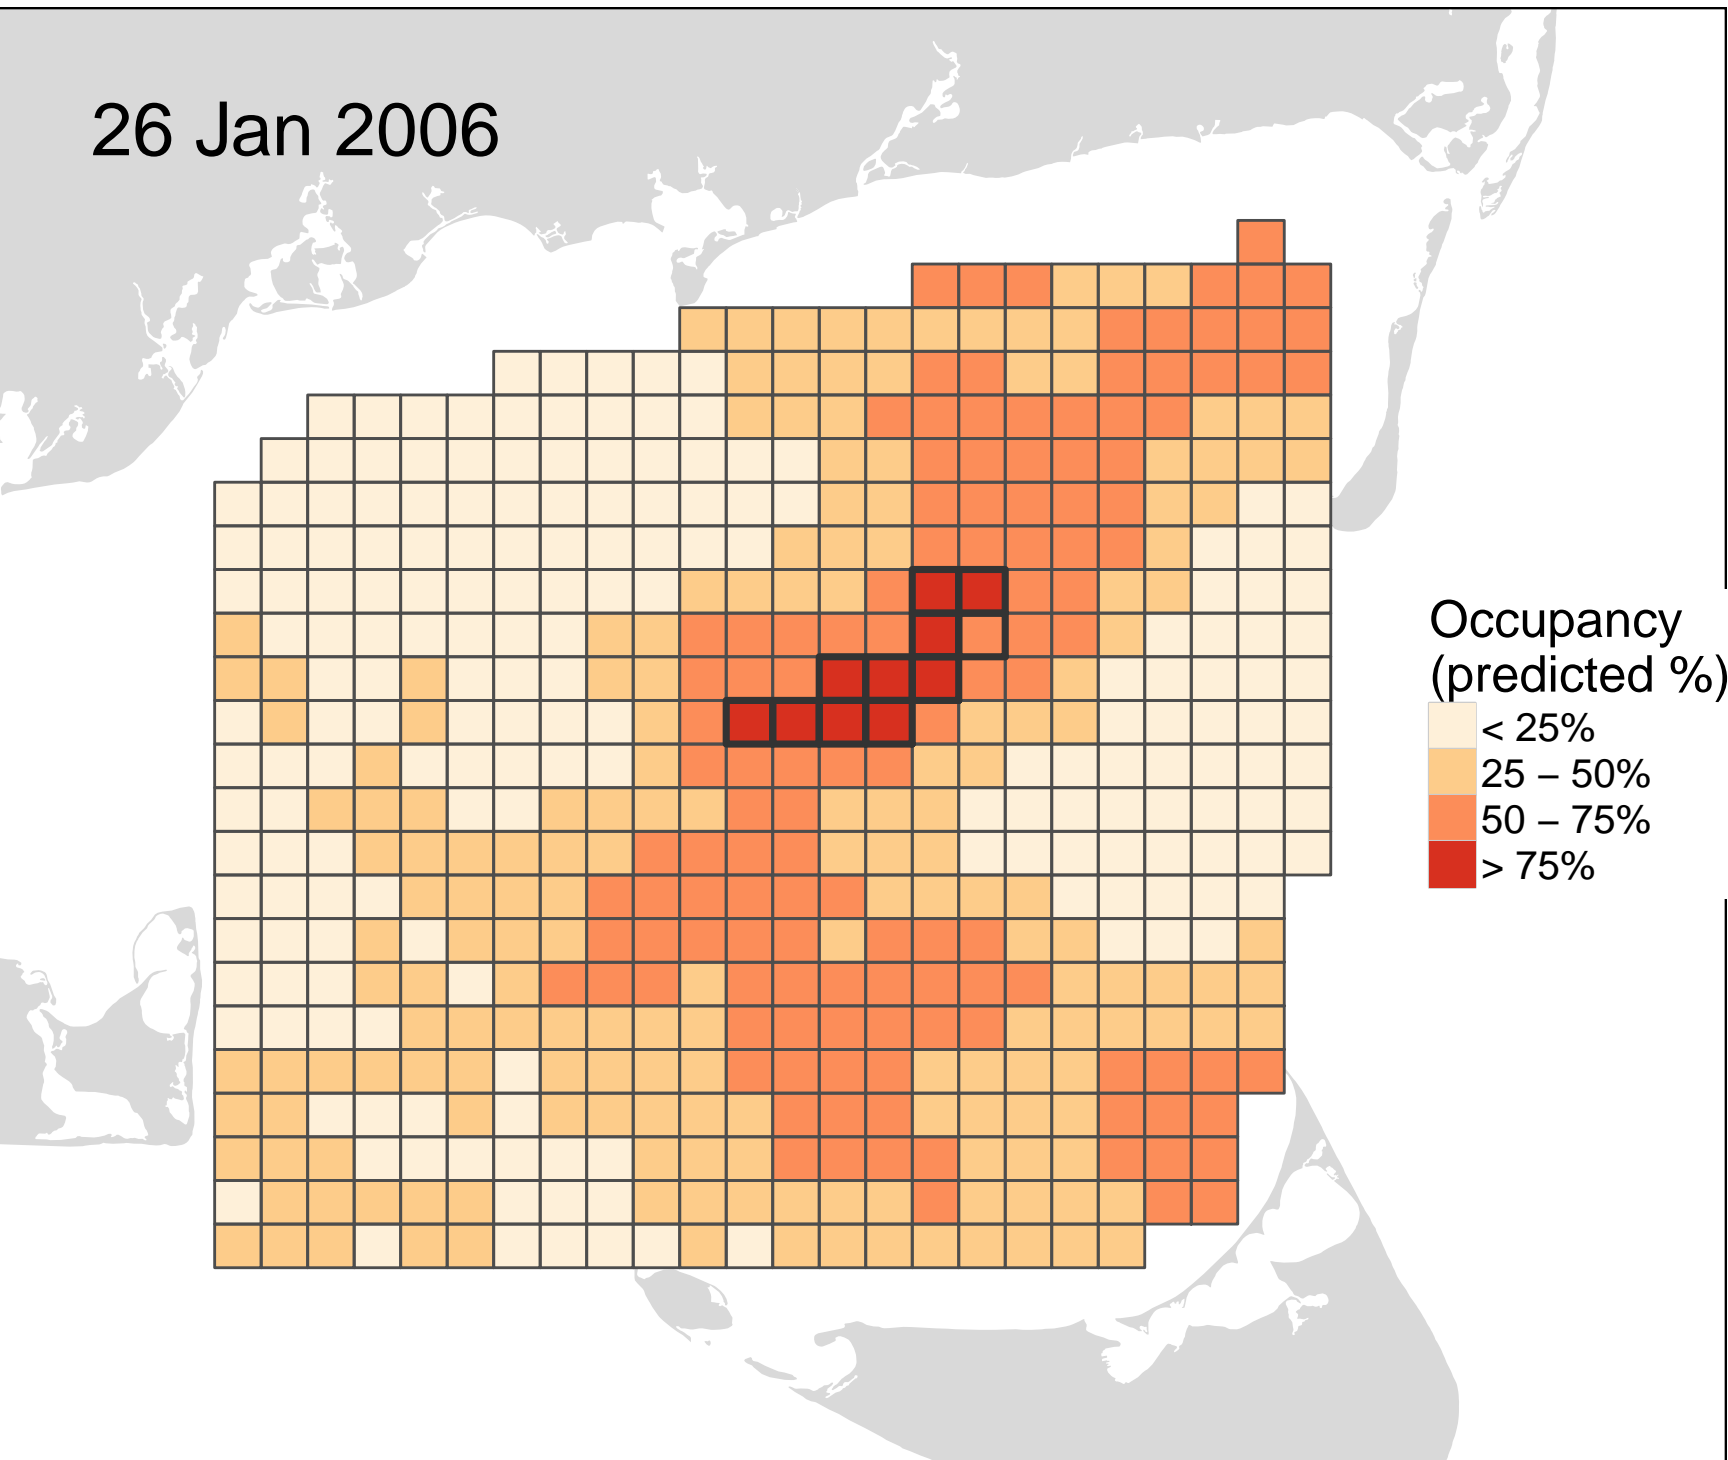 26 Jan 2006
Occupancy
(predicted %)
< 25%
25 – 50%
50 – 75%
> 75%